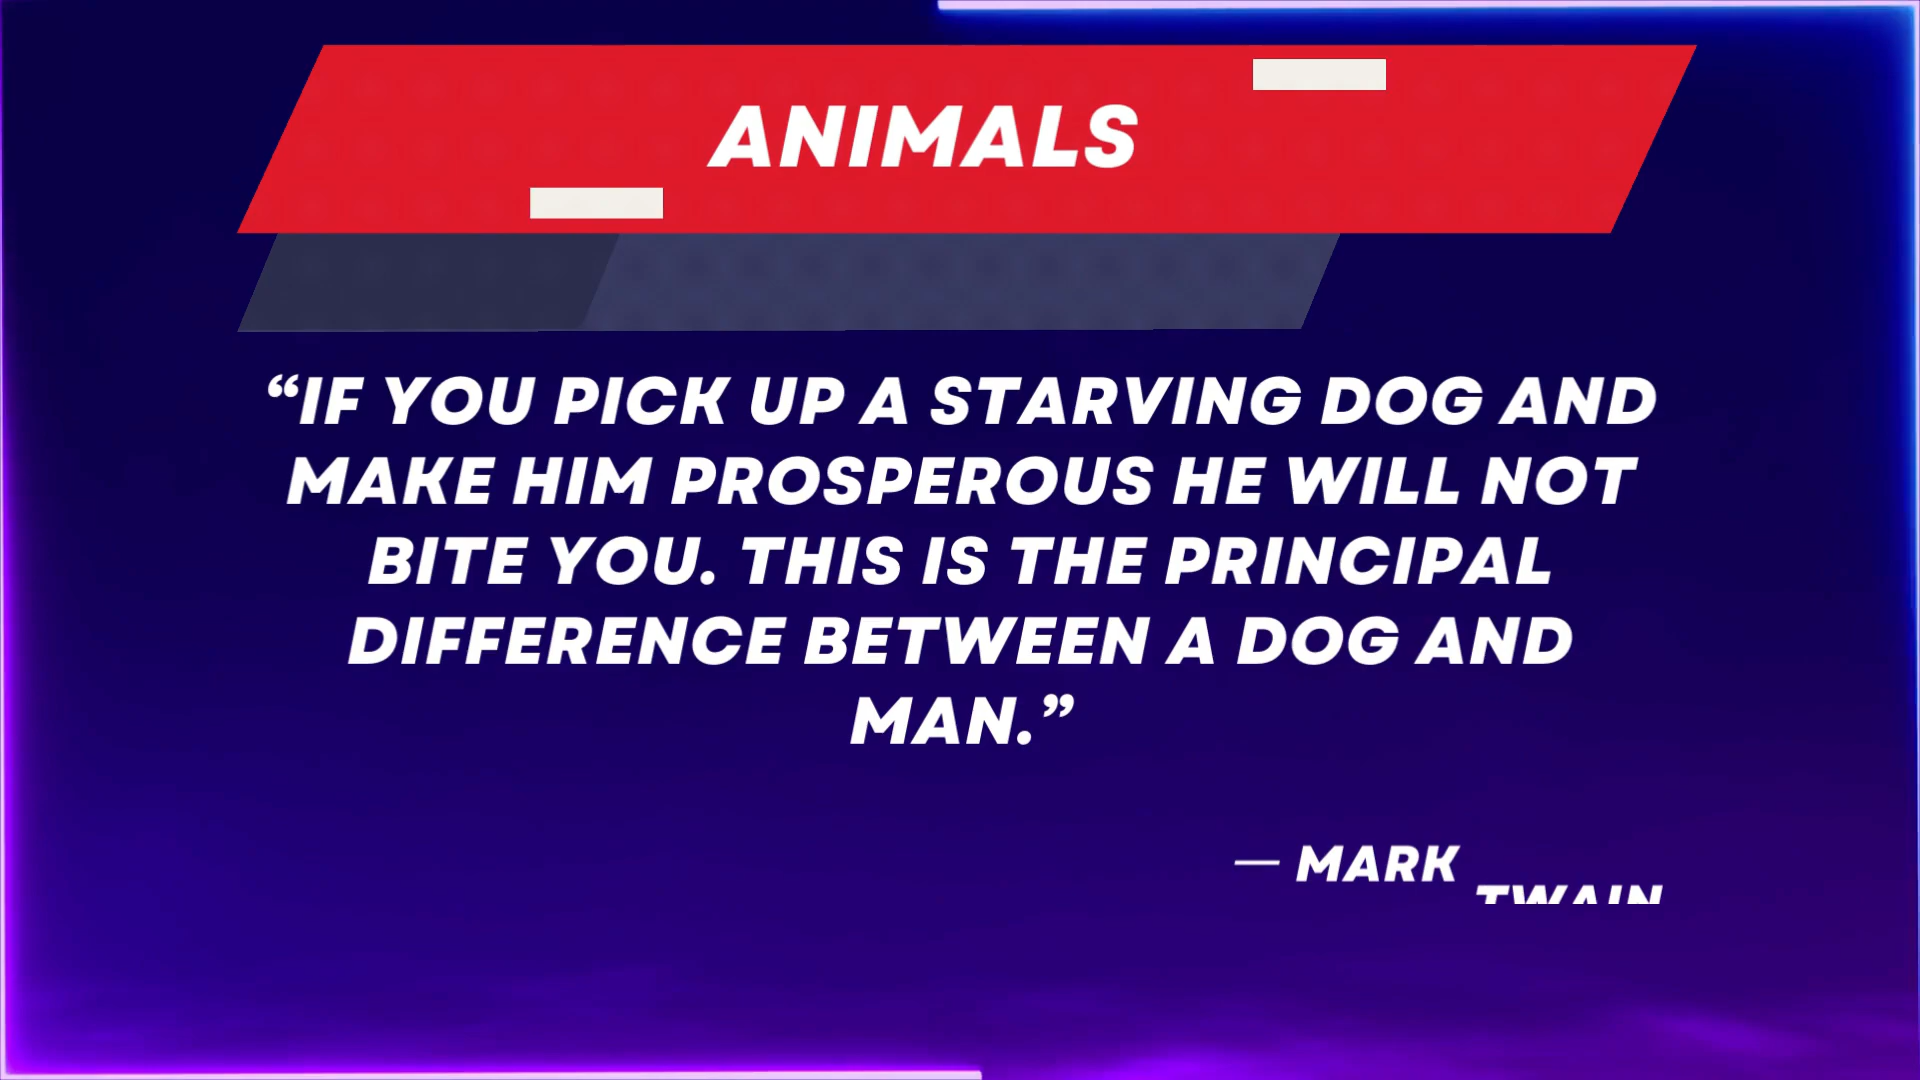 ANIMALS
“IF YOU PICK UP A STARVING DOG AND
MAKE HIM PROSPEROUS HE WILL NOT
BITE YOU. THIS IS THE PRINCIPAL
DIFFERENCE BETWEEN A DOG AND
MAN.”
— MARK TWAIN